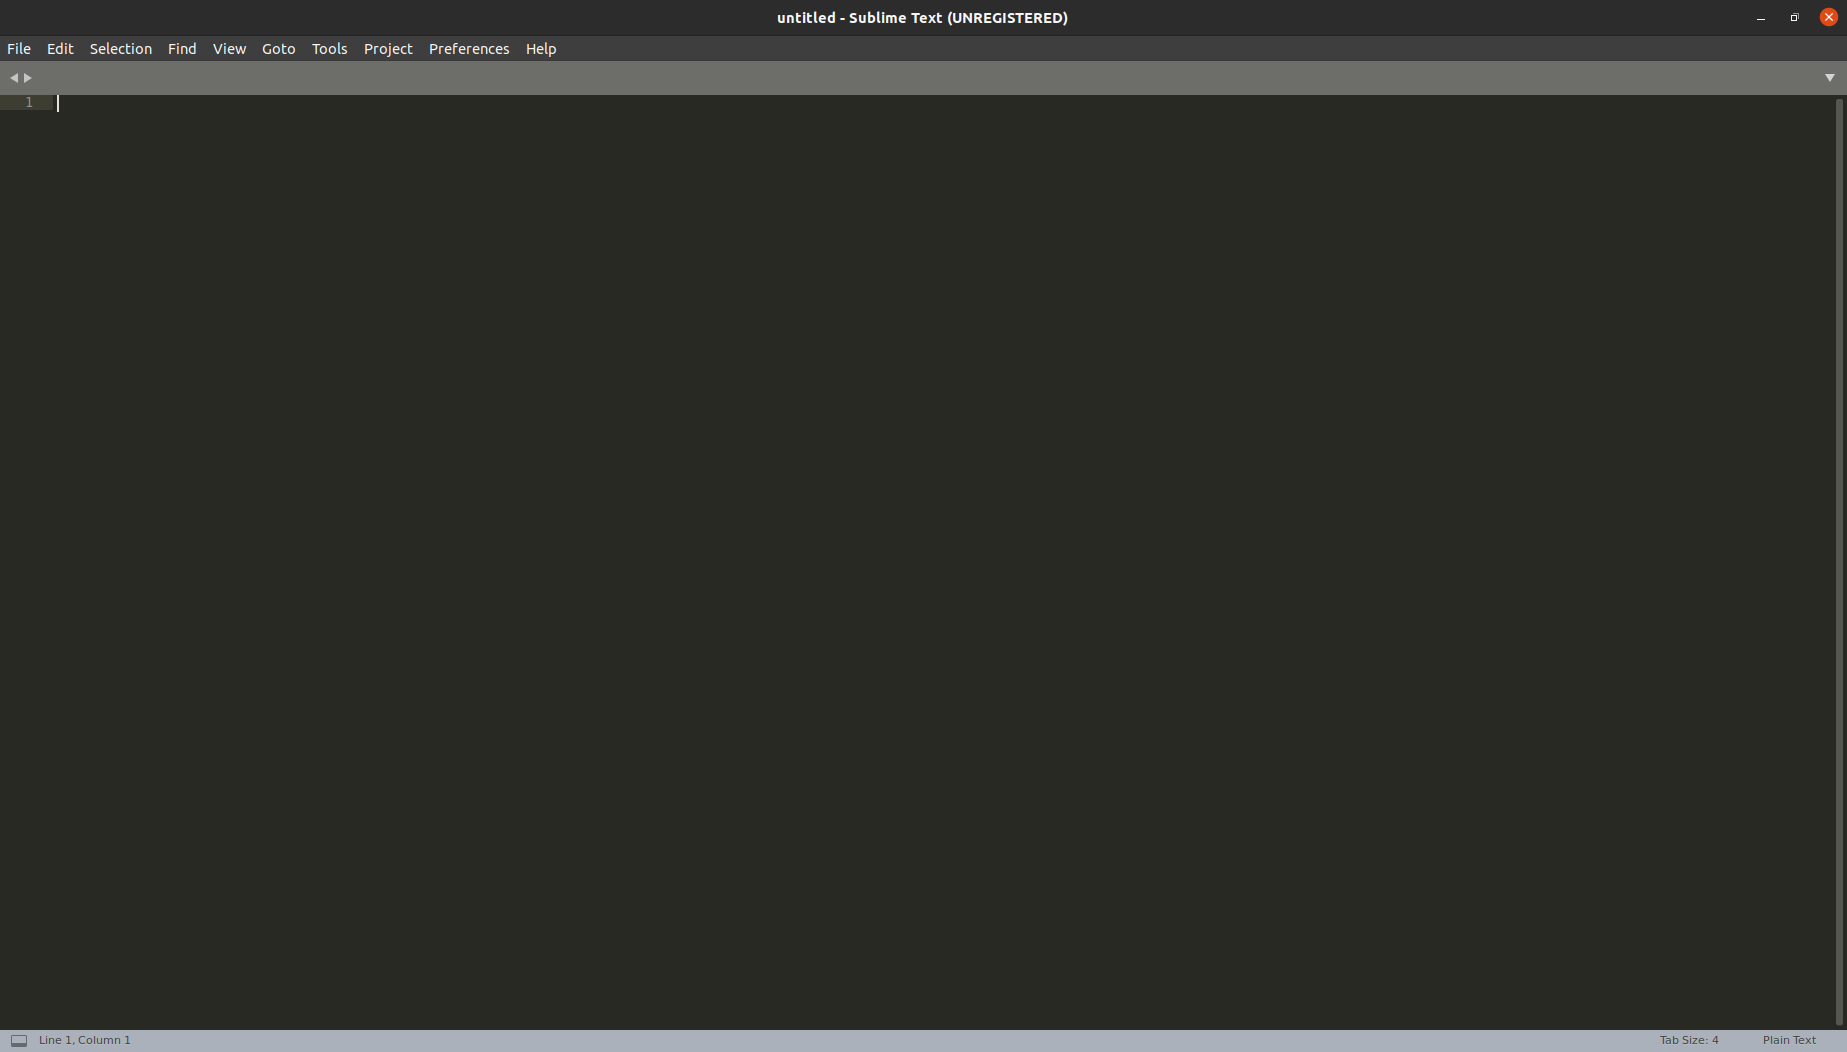 untitled - Sublime Text (UNREGISTERED)
File Edit Selection Find View Goto Tools Project Preferences Help
1
Line 1, Column 1 Tab Size: 4 Plain Text